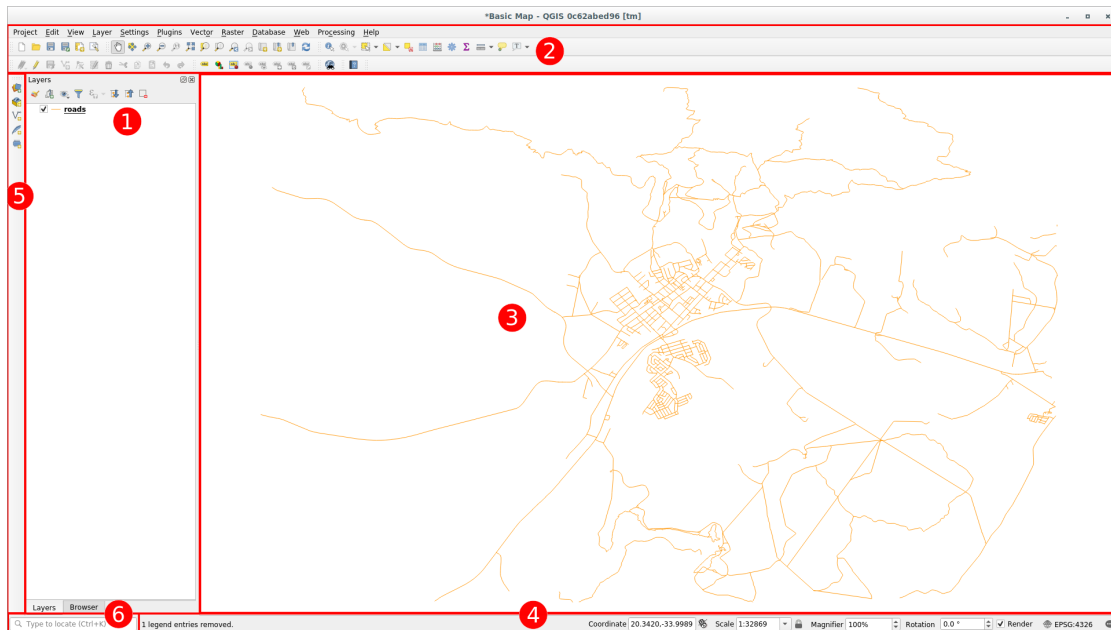 *Basic Map - QGIS 0c62abed96 [tm]
Project Edit View Layer Settings Plugins Vector Raster Database Web Processing Help
2
Layers
roads
1
5
3
Layers Browser
6
4
Type to locate (Ctrl+K)
1 legend entries removed.
Coordinate 20.3420,-33.9989 Scale 1:32869 Magnifier 100% Rotation 0.0 ° Render EPSG:4326